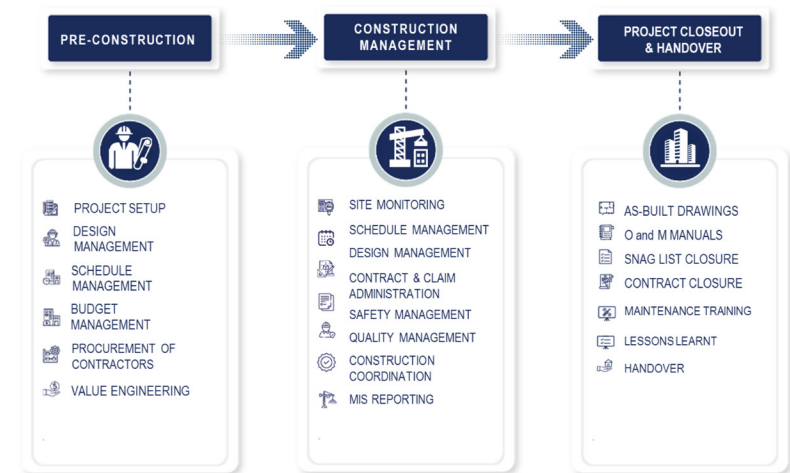 PRE-CONSTRUCTION
PROJECT SETUP
DESIGN
MANAGEMENT
SCHEDULE
MANAGEMENT
BUDGET
MANAGEMENT
PROCUREMENT OF
CONTRACTORS
VALUE ENGINEERING
CONSTRUCTION
MANAGEMENT
SITE MONITORING
SCHEDULE MANAGEMENT
DESIGN MANAGEMENT
CONTRACT & CLAIM
ADMINISTRATION
SAFETY MANAGEMENT
QUALITY MANAGEMENT
CONSTRUCTION
COORDINATION
MIS REPORTING
PROJECT CLOSEOUT
& HANDOVER
AS-BUILT DRAWINGS
O and M MANUALS
SNAG LIST CLOSURE
CONTRACT CLOSURE
MAINTENANCE TRAINING
LESSONS LEARNT
HANDOVER